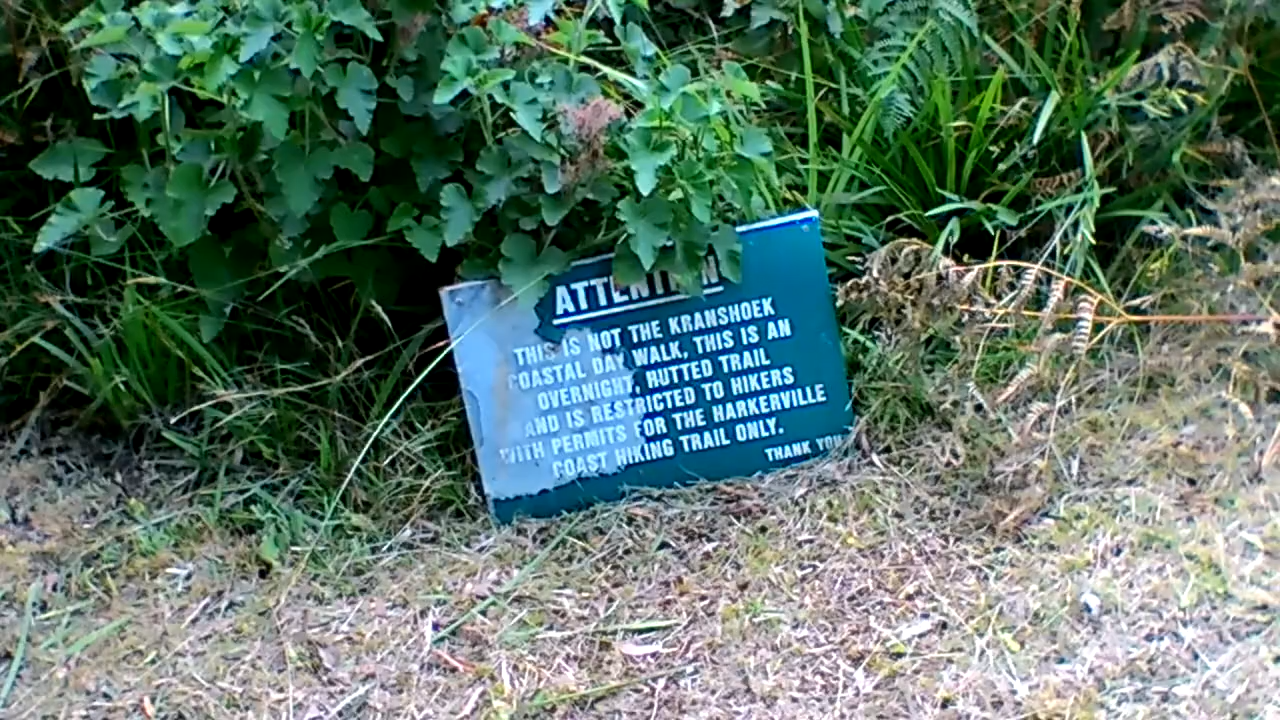 ATTENTION
THIS IS NOT THE KRANSHOEK
COASTAL DAY WALK, THIS IS AN
OVERNIGHT, HUTTED TRAIL
AND IS RESTRICTED TO HIKERS
WITH PERMITS FOR THE HARKERVILLE
COAST HIKING TRAIL ONLY.
THANK YOU